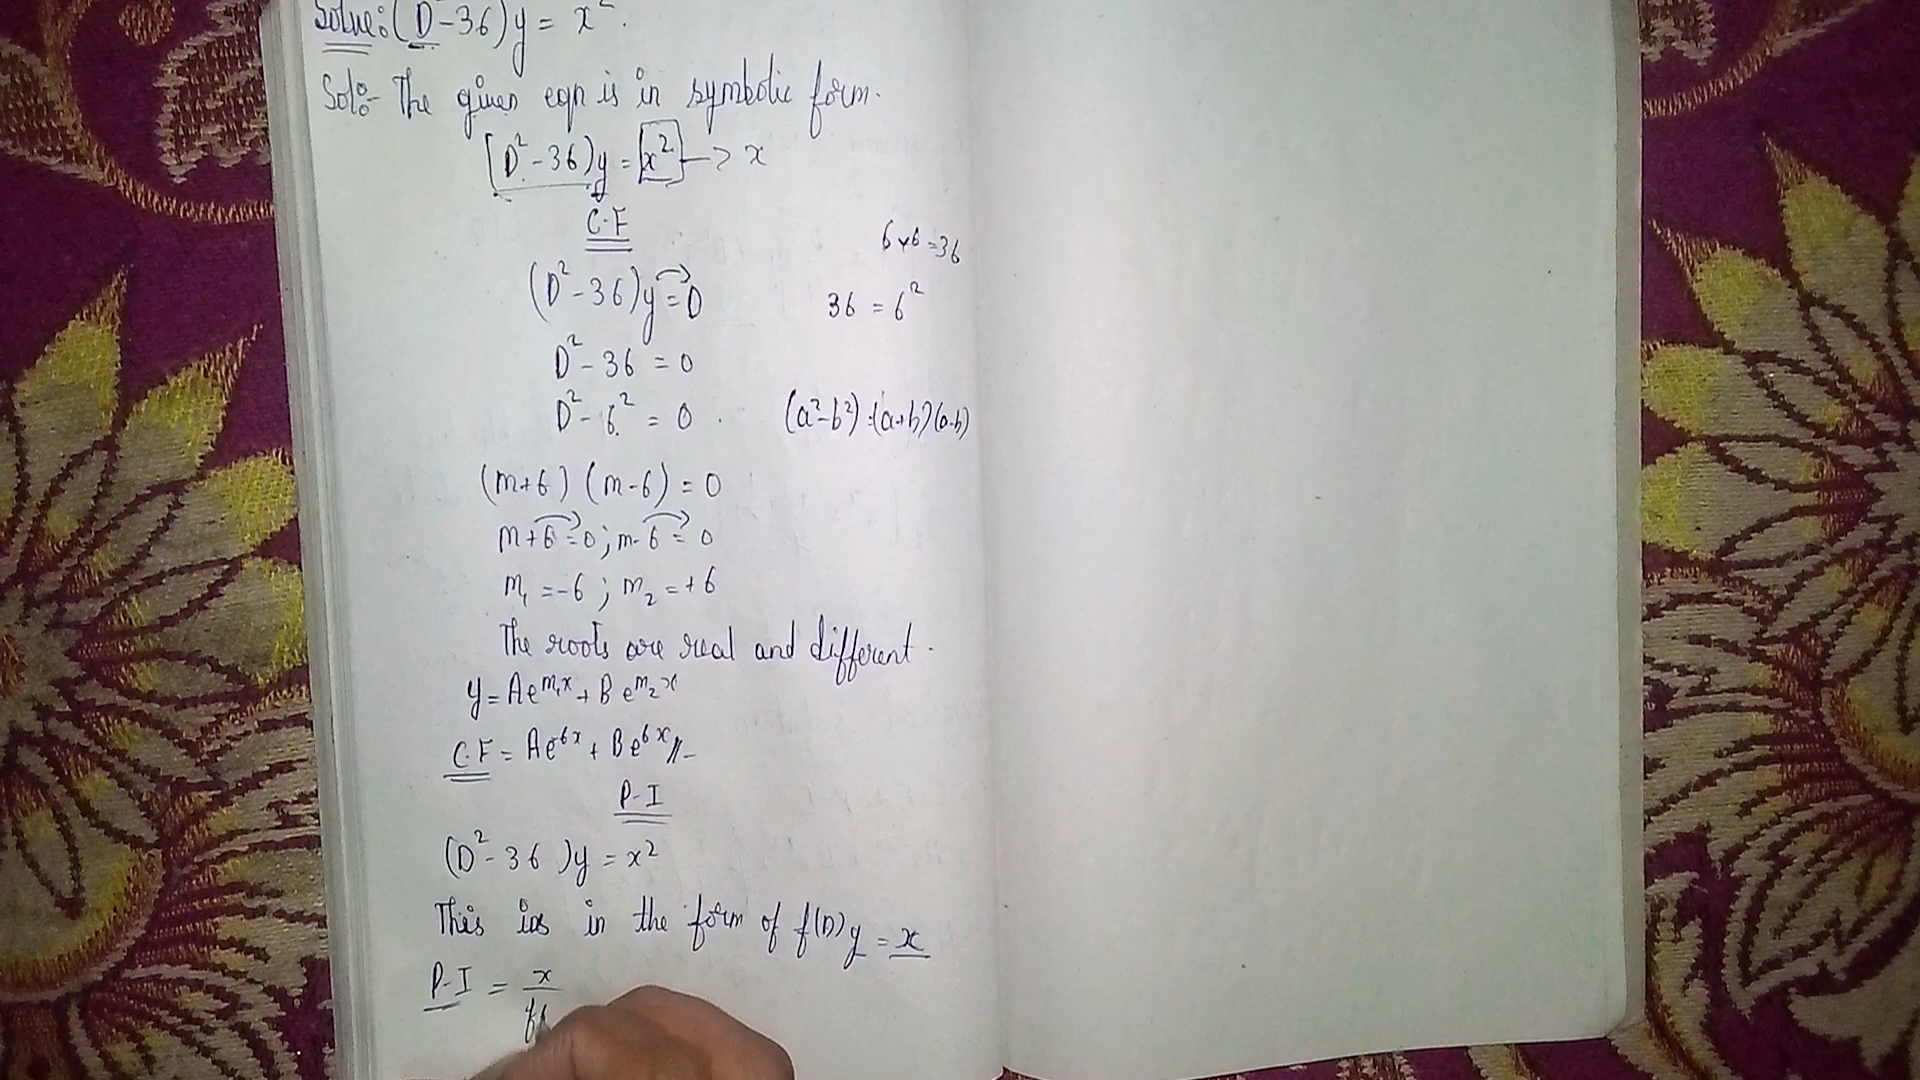 Solve:(D²-36)y = x².
Sol:- The given eqn is in symbolic form.
[D²-36)y = x² → x
C.F
6×6=36
(D²-36)y=0
36 = 6²
D²-36 = 0
D²-6² = 0.
(a²-b²)=(a+b)(a-b)
(m+6) (m-6) = 0
m+6=0; m-6= 0
m₁ =-6 ; m₂ =+6
The roots are real and different.
y=Ae^m₁x + Be^m₂x
C.F = Ae^-6x + Be^6x //-
P-I
(D²-36)y = x²
This is in the form of f(D)y = x
P-I = x/f(